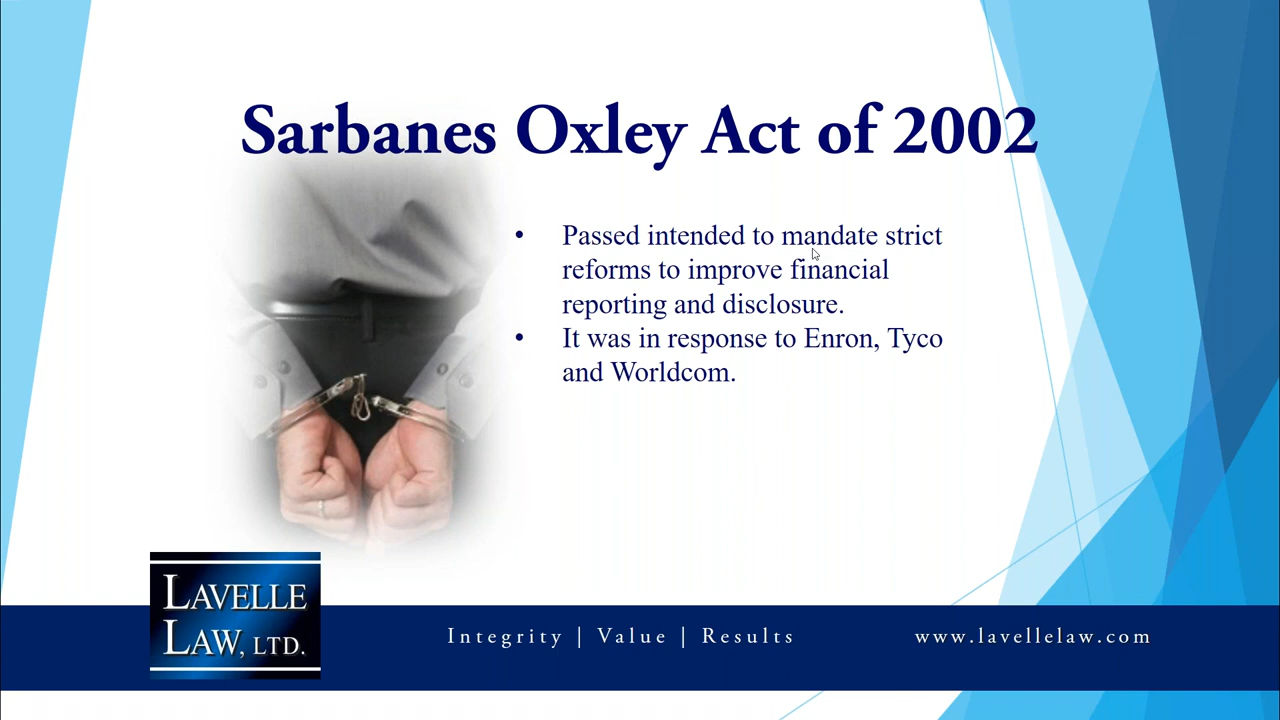 Sarbanes Oxley Act of 2002
• Passed intended to mandate strict
reforms to improve financial
reporting and disclosure.
• It was in response to Enron, Tyco
and Worldcom.
LAVELLE
LAW, LTD.
Integrity | Value | Results
www.lavellelaw.com